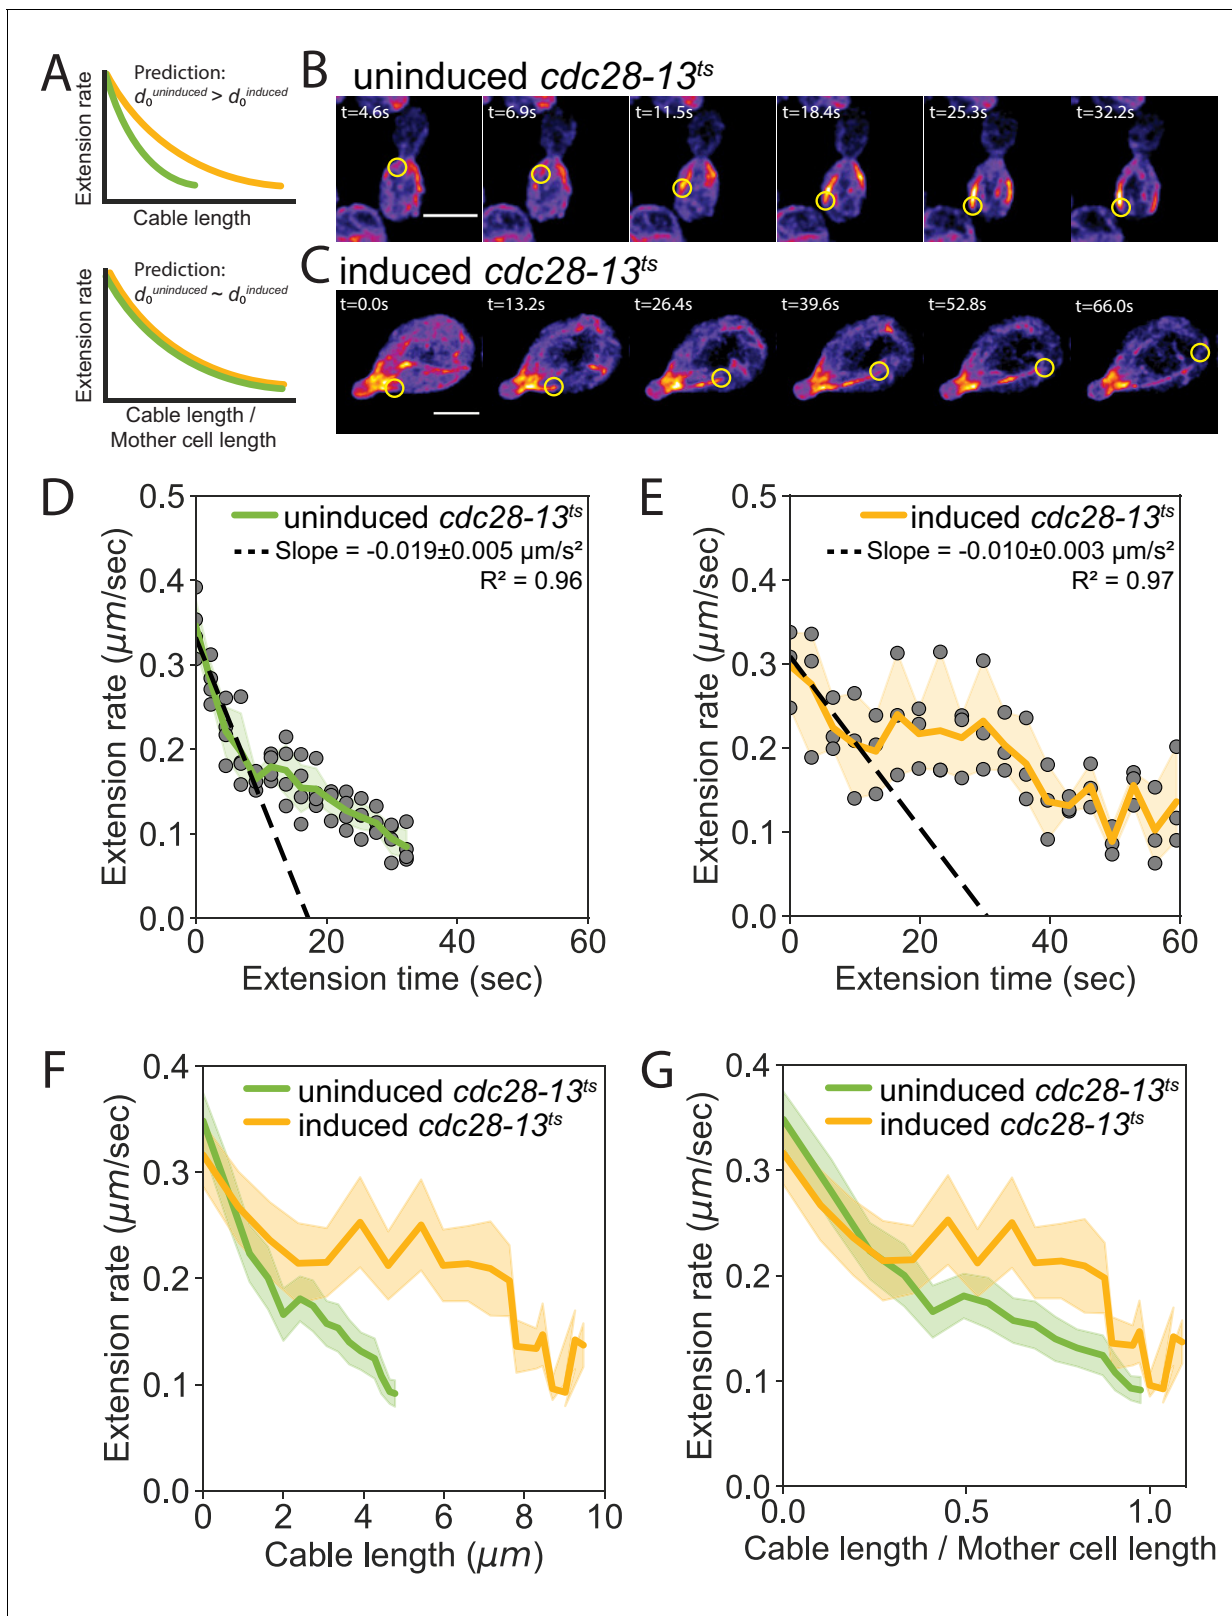 A
Prediction:
d₀ᵘⁿⁱⁿᵈᵘᶜᵉᵈ > d₀ⁱⁿᵈᵘᶜᵉᵈ
Extension rate
Cable length
Prediction:
d₀ᵘⁿⁱⁿᵈᵘᶜᵉᵈ ~ d₀ⁱⁿᵈᵘᶜᵉᵈ
Extension rate
Cable length /
Mother cell length
B uninduced cdc28-13ᵗˢ
t=4.6s t=6.9s t=11.5s t=18.4s t=25.3s t=32.2s
C induced cdc28-13ᵗˢ
t=0.0s t=13.2s t=26.4s t=39.6s t=52.8s t=66.0s
D
uninduced cdc28-13ᵗˢ
Slope = -0.019±0.005 µm/s²
R² = 0.96
Extension rate (µm/sec)
0.5
0.4
0.3
0.2
0.1
0.0
0 20 40 60
Extension time (sec)
E
induced cdc28-13ᵗˢ
Slope = -0.010±0.003 µm/s²
R² = 0.97
Extension rate (µm/sec)
0.5
0.4
0.3
0.2
0.1
0.0
0 20 40 60
Extension time (sec)
F
uninduced cdc28-13ᵗˢ
induced cdc28-13ᵗˢ
Extension rate (µm/sec)
0.4
0.3
0.2
0.1
0.0
0 2 4 6 8 10
Cable length (µm)
G
uninduced cdc28-13ᵗˢ
induced cdc28-13ᵗˢ
Extension rate (µm/sec)
0.4
0.3
0.2
0.1
0.0
0.0 0.5 1.0
Cable length / Mother cell length